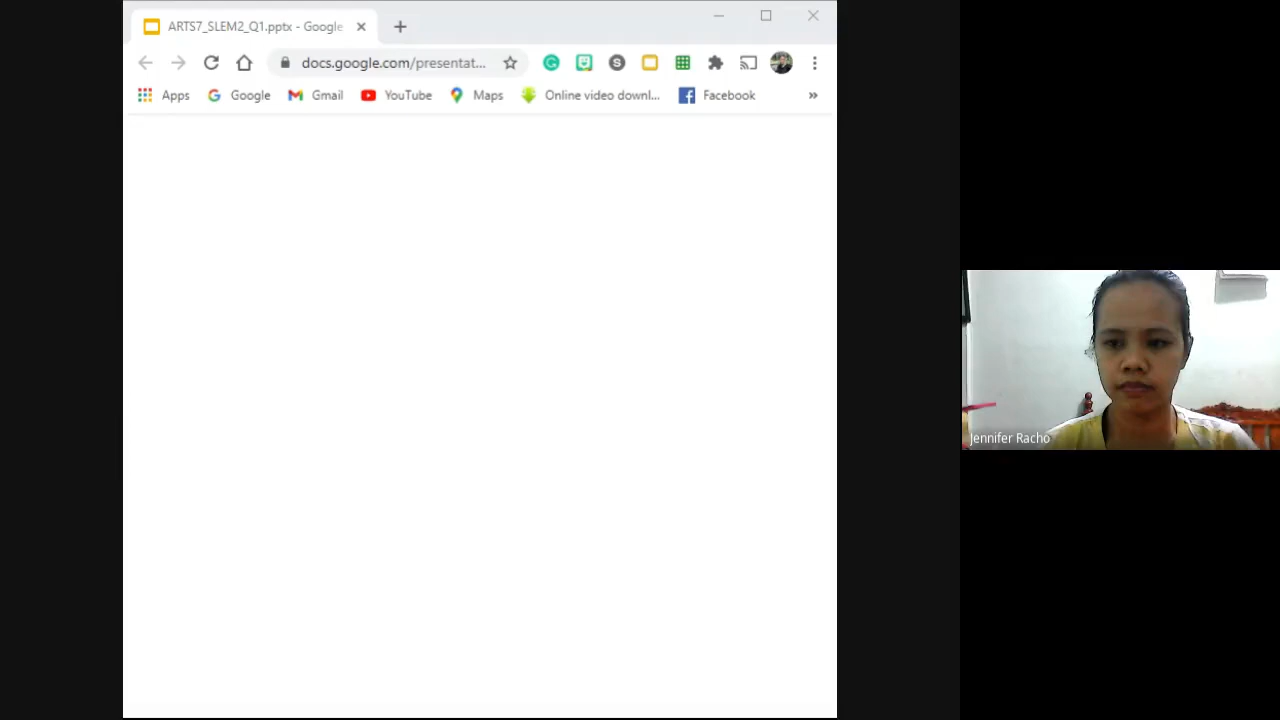 ARTS7_SLEM2_Q1.pptx - Google
docs.google.com/presentat...
Apps Google Gmail YouTube Maps Online video downl... Facebook »
Jennifer Racho